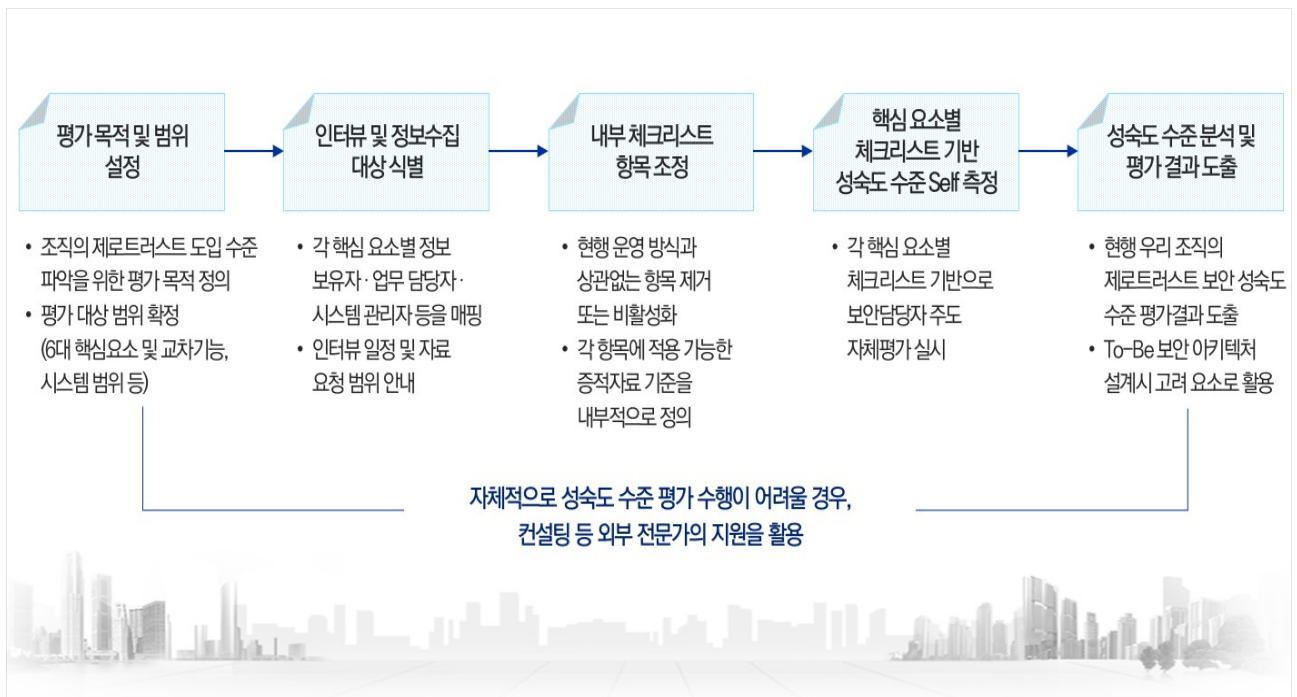 평가 목적 및 범위
설정
인터뷰 및 정보수집
대상 식별
내부 체크리스트
항목 조정
핵심 요소별
체크리스트 기반
성숙도 수준 Self 측정
성숙도 수준 분석 및
평가 결과 도출
• 조직의 제로트러스트 도입 수준
파악을 위한 평가 목적 정의
• 평가 대상 범위 확정
(6대 핵심요소 및 교차기능,
시스템 범위 등)
• 각 핵심 요소별 정보
보유자·업무 담당자·
시스템 관리자 등을 매핑
• 인터뷰 일정 및 자료
요청 범위 안내
• 현행 운영 방식과
상관없는 항목 제거
또는 비활성화
• 각 항목에 적용 가능한
증적자료 기준을
내부적으로 정의
• 각 핵심 요소별
체크리스트 기반으로
보안담당자 주도
자체평가 실시
• 현행 우리 조직의
제로트러스트 보안 성숙도
수준 평가결과 도출
• To-Be 보안 아키텍처
설계시 고려 요소로 활용
자체적으로 성숙도 수준 평가 수행이 어려울 경우,
컨설팅 등 외부 전문가의 지원을 활용